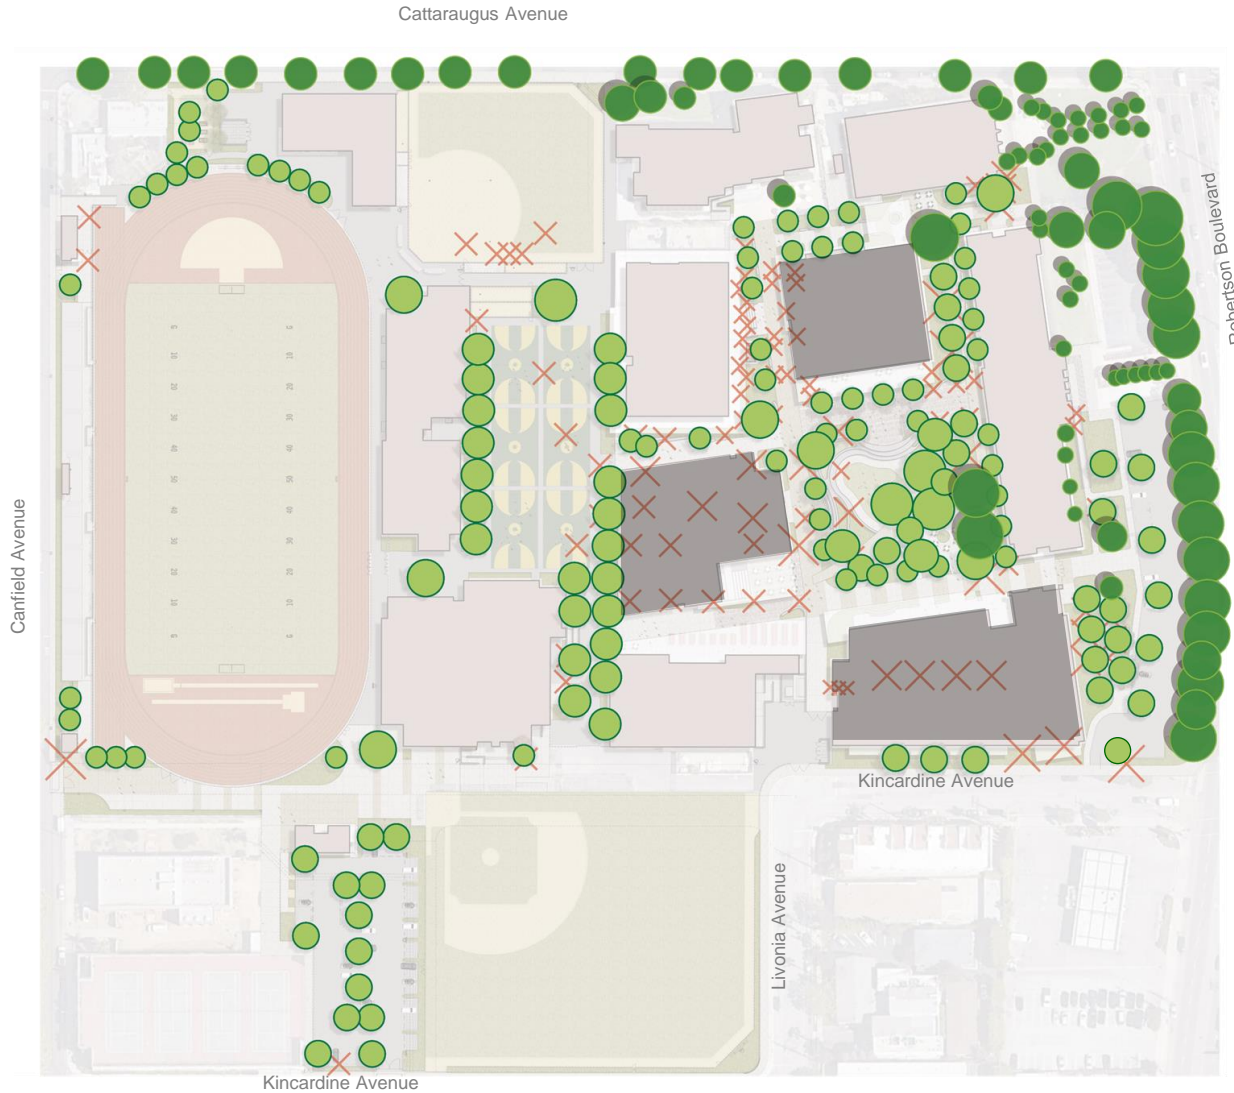 Cattaraugus Avenue
Robertson Boulevard
Canfield Avenue
Kincardine Avenue
Livonia Avenue
Kincardine Avenue